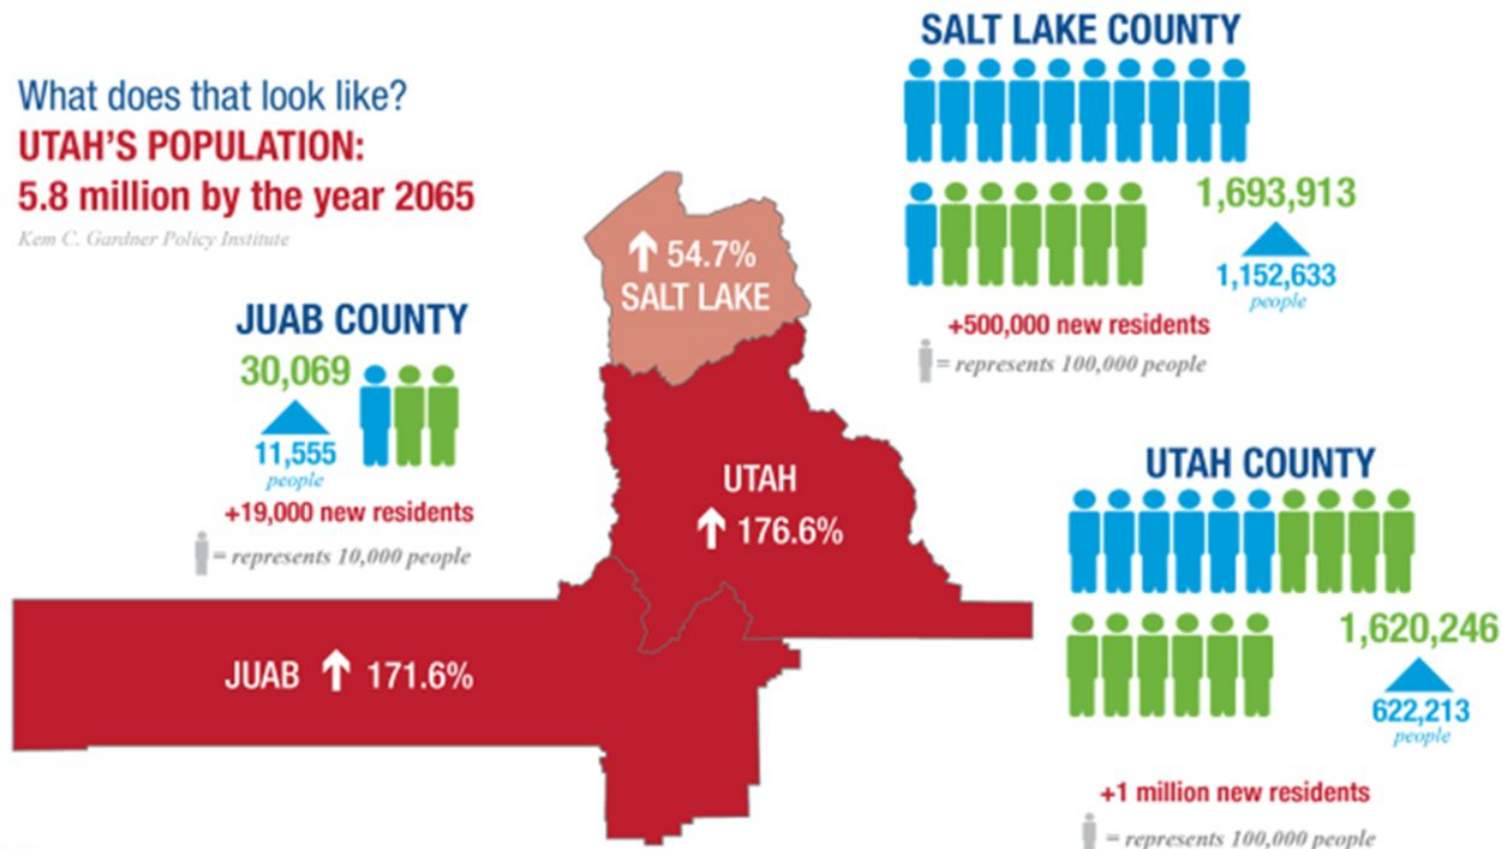 What does that look like?
UTAH'S POPULATION:
5.8 million by the year 2065
Kem C. Gardner Policy Institute
JUAB COUNTY
30,069
11,555
people
+19,000 new residents
= represents 10,000 people
54.7%
SALT LAKE
UTAH
176.6%
JUAB 171.6%
SALT LAKE COUNTY
1,693,913
1,152,633
people
+500,000 new residents
= represents 100,000 people
UTAH COUNTY
1,620,246
622,213
people
+1 million new residents
= represents 100,000 people